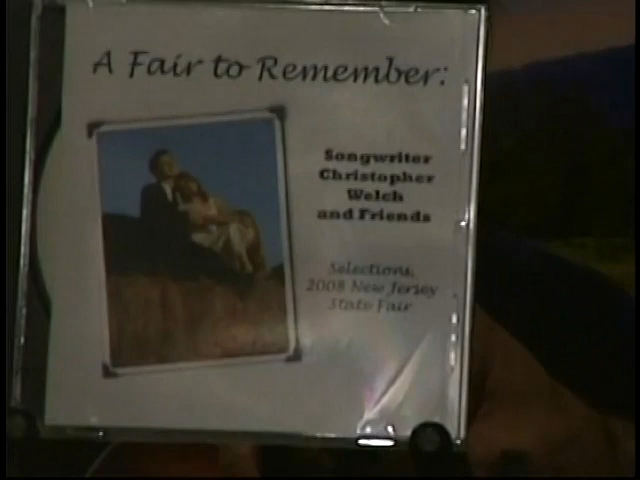 A Fair to Remember:
Songwriter
Christopher
Welch
and Friends
Selections,
2008 New Jersey
State Fair